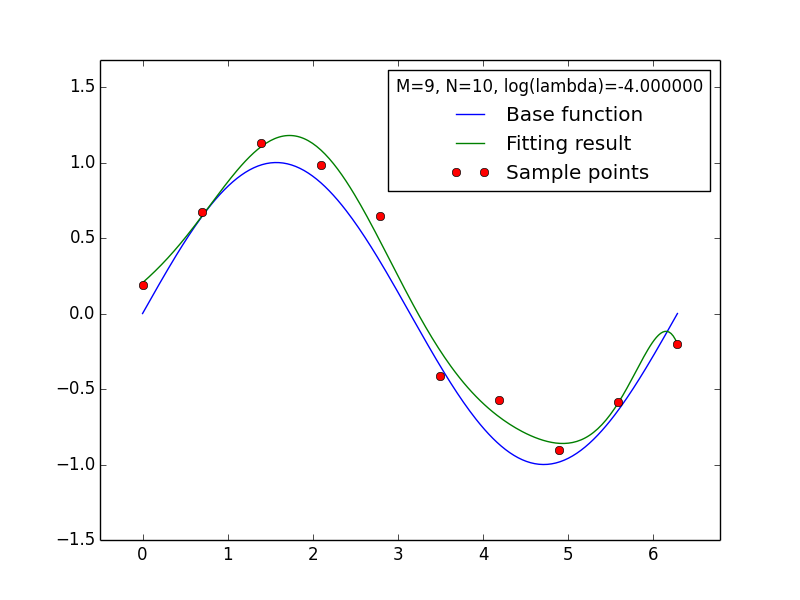 M=9, N=10, log(lambda)=-4.000000
Base function
Fitting result
Sample points
1.5
1.0
0.5
0.0
−0.5
−1.0
−1.5
0 1 2 3 4 5 6